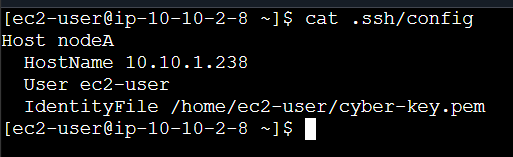 [ec2-user@ip-10-10-2-8 ~]$ cat .ssh/config
Host nodeA
  HostName 10.10.1.238
  User ec2-user
  IdentityFile /home/ec2-user/cyber-key.pem
[ec2-user@ip-10-10-2-8 ~]$